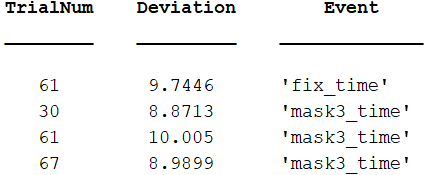 TrialNum Deviation Event
61 9.7446 'fix_time'
30 8.8713 'mask3_time'
61 10.005 'mask3_time'
67 8.9899 'mask3_time'